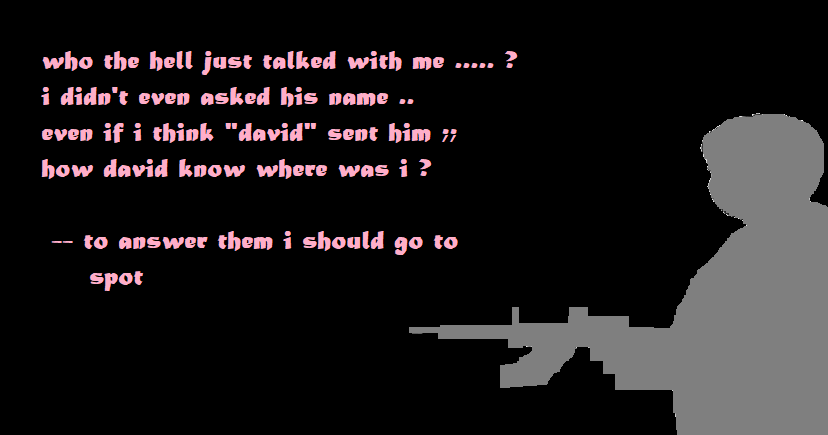 who the hell just talked with me ..... ?
i didn't even asked his name ..
even if i think "david" sent him ;;
how david know where was i ?
-- to answer them i should go to
spot